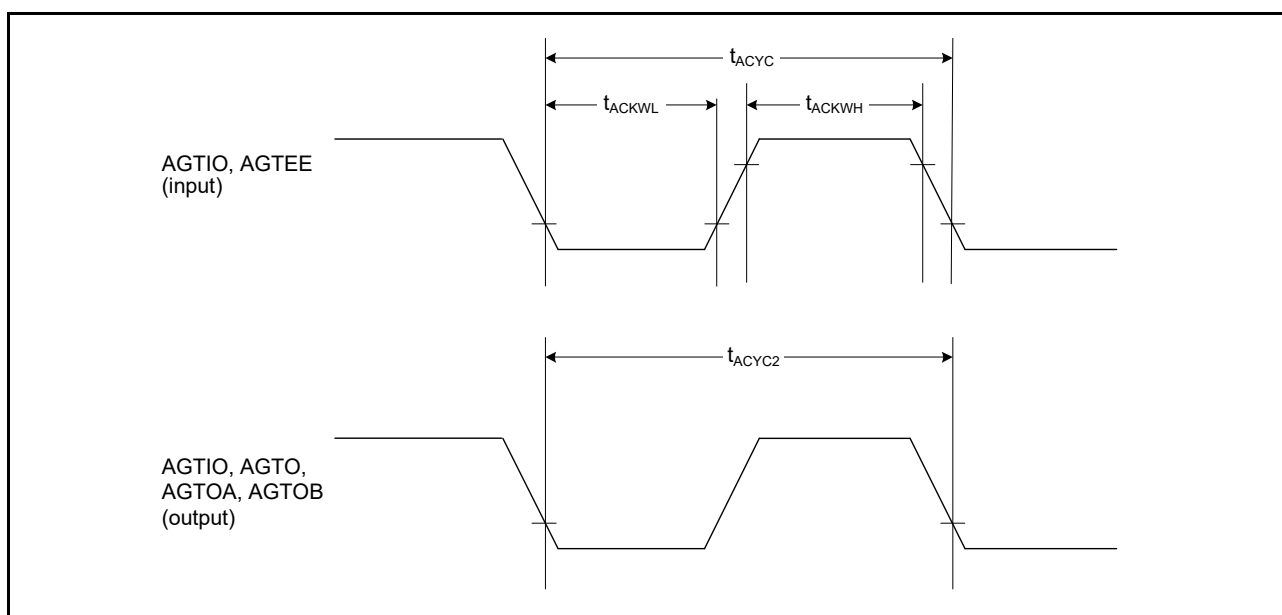 tACYC
tACKWL
tACKWH
AGTIO, AGTEE
(input)
tACYC2
AGTIO, AGTO,
AGTOA, AGTOB
(output)